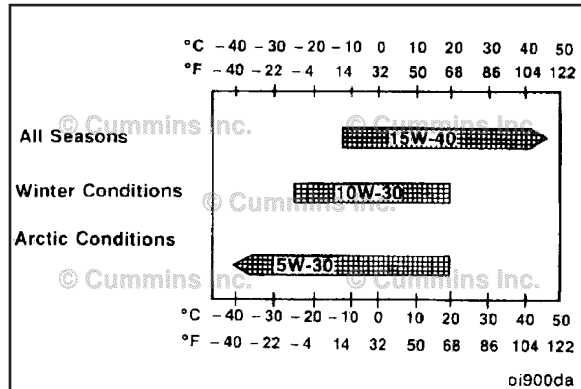 °C – 40 – 30 – 20 – 10 0 10 20 30 40 50
°F – 40 – 22 – 4 14 32 50 68 86 104 122
© Cummins Inc. © Cummins Inc.
All Seasons 15W-40
Winter Conditions 10W-30
© Cummins Inc.
Arctic Conditions
5W-30
© Cummins Inc. © Cummins Inc.
°C – 40 – 30 – 20 – 10 0 10 20 30 40 50
°F – 40 – 22 – 4 14 32 50 68 86 104 122
oi900da